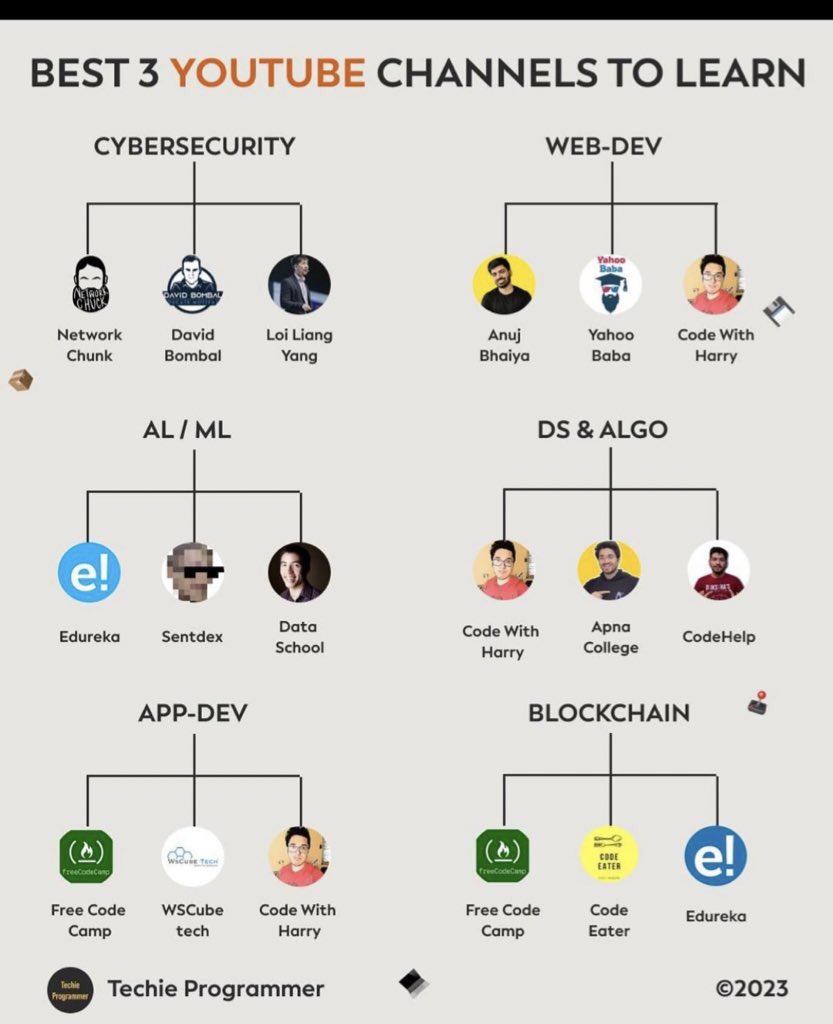 BEST 3 YOUTUBE CHANNELS TO LEARN
CYBERSECURITY
WEB-DEV
NETWORK
CHUCK
DAVID BOMBAL
Yahoo
Baba
Network
Chunk
David
Bombal
Loi Liang
Yang
Anuj
Bhaiya
Yahoo
Baba
Code With
Harry
AL / ML
DS & ALGO
e!
Edureka
Sentdex
Data
School
Code With
Harry
Apna
College
CodeHelp
APP-DEV
BLOCKCHAIN
freeCodeCamp
WsCube Tech
freeCodeCamp
CODE
EATER
e!
Free Code
Camp
WSCube
tech
Code With
Harry
Free Code
Camp
Code
Eater
Edureka
Techie
Programmer
Techie Programmer
©2023